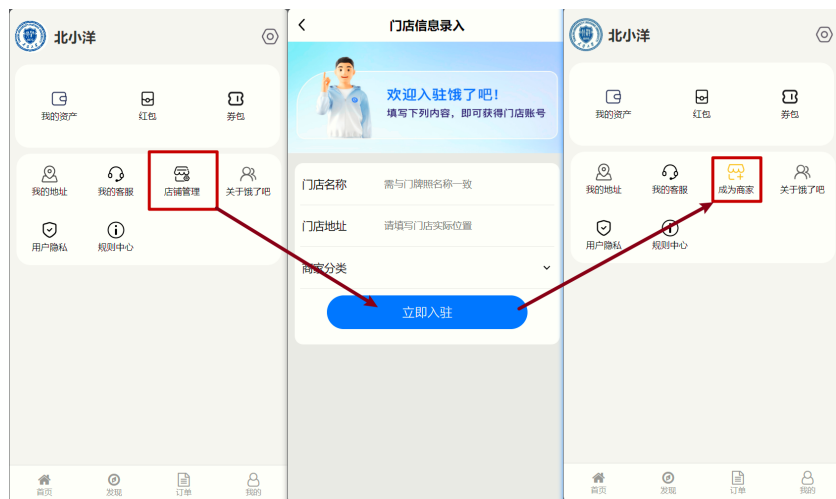 北小洋
我的资产
红包
券包
我的地址
我的客服
店铺管理
关于饿了吧
用户隐私
规则中心
首页
发现
订单
我的
门店信息录入
欢迎入驻饿了吧!
填写下列内容，即可获得门店账号
门店名称
需与门牌照名称一致
门店地址
请填写门店实际位置
商家分类
立即入驻
北小洋
我的资产
红包
券包
我的地址
我的客服
成为商家
关于饿了吧
用户隐私
规则中心
首页
发现
订单
我的